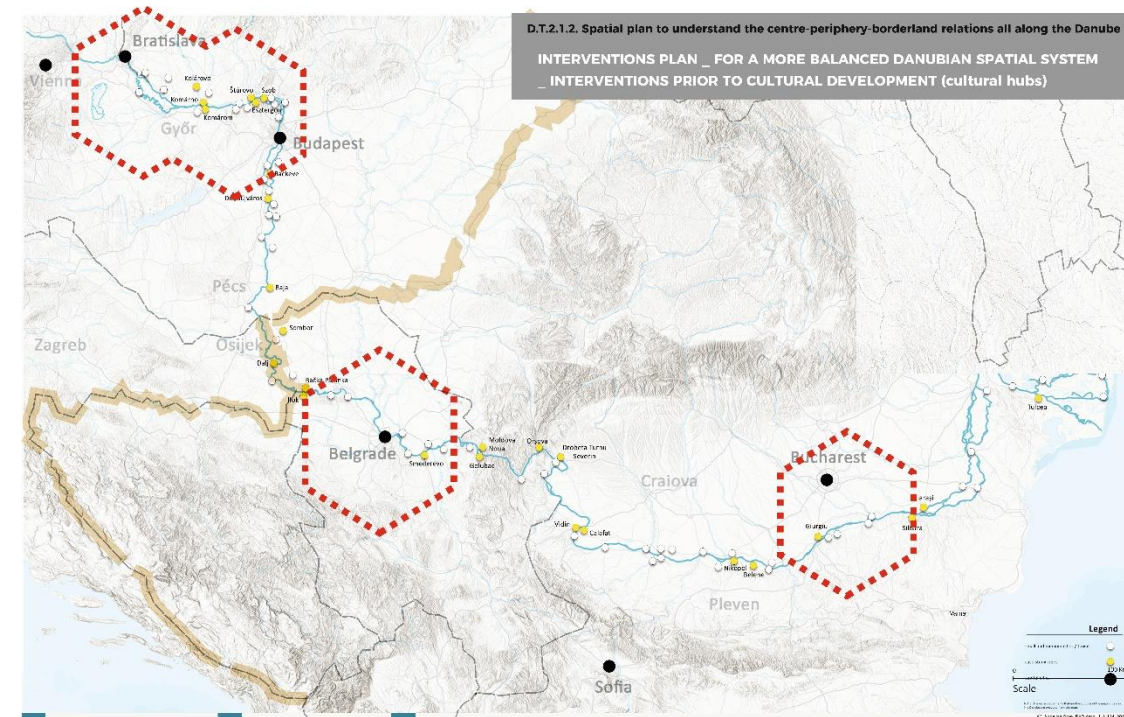 D.T.2.1.2. Spatial plan to understand the centre-periphery-borderland relations all along the Danube
INTERVENTIONS PLAN _ FOR A MORE BALANCED DANUBIAN SPATIAL SYSTEM
_ INTERVENTIONS PRIOR TO CULTURAL DEVELOPMENT (cultural hubs)
Bratislava
Vienna
Kolárovo
Komárno
Štúrovo
Szob
Komárom
Esztergom
Győr
Budapest
Ráckeve
Pécs
Baja
Sombor
Zagreb
Osijek
Dalj
Ilok
Belgrade
Smederevo
Moldova
Noua
Golubac
Orșova
Drobeta Turnu
Severin
Craiova
Bucharest
Tulcea
Giurgiu
Vidin
Calafat
Nikopol
Belene
Pleven
Sofia
Legend
0
Scale